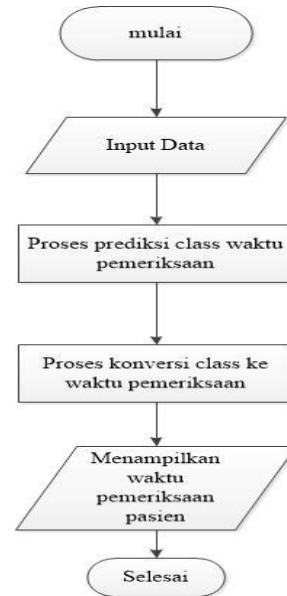 mulai
Input Data
Proses prediksi class waktu
pemeriksaan
Proses konversi class ke
waktu pemeriksaan
Menampilkan
waktu
pemeriksaan
pasien
Selesai